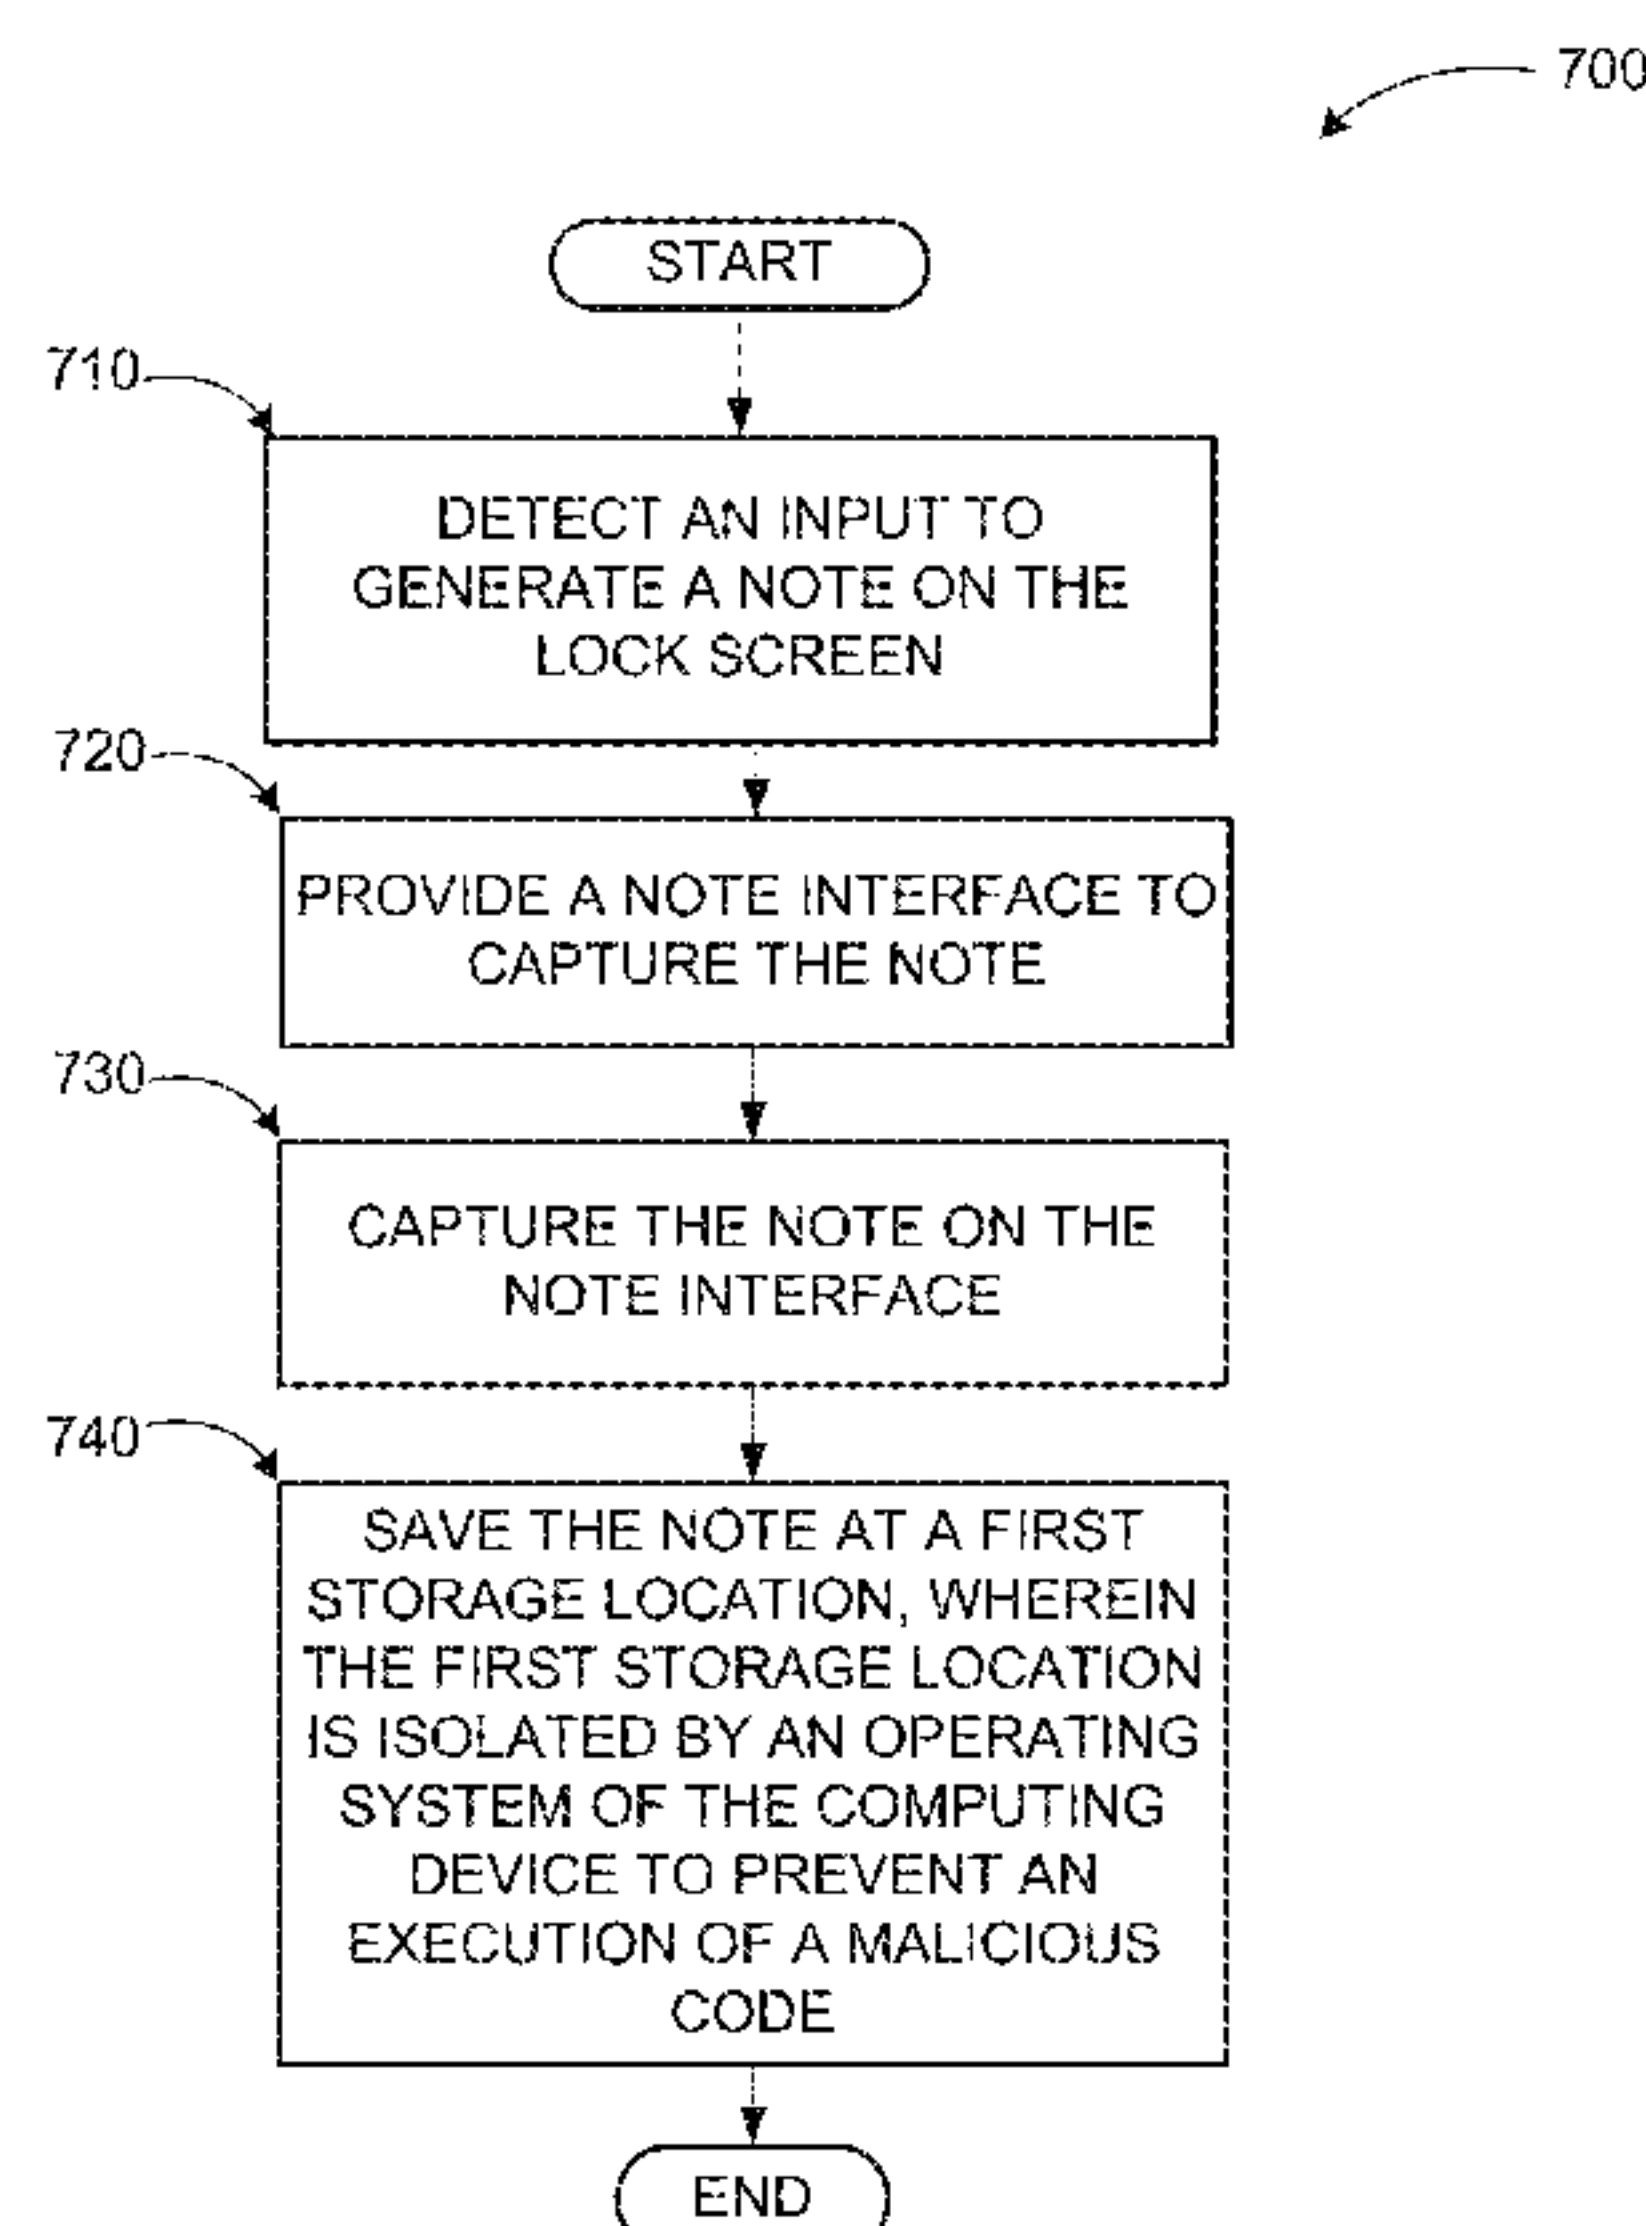 700
START
710
DETECT AN INPUT TO
GENERATE A NOTE ON THE
LOCK SCREEN
720
PROVIDE A NOTE INTERFACE TO
CAPTURE THE NOTE
730
CAPTURE THE NOTE ON THE
NOTE INTERFACE
740
SAVE THE NOTE AT A FIRST
STORAGE LOCATION, WHEREIN
THE FIRST STORAGE LOCATION
IS ISOLATED BY AN OPERATING
SYSTEM OF THE COMPUTING
DEVICE TO PREVENT AN
EXECUTION OF A MALICIOUS
CODE
END